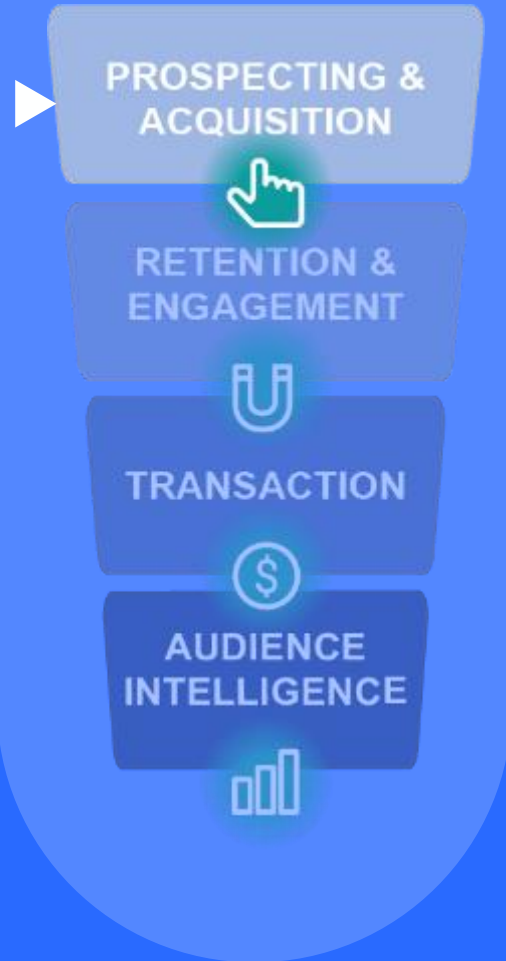 PROSPECTING &
ACQUISITION
RETENTION &
ENGAGEMENT
TRANSACTION
$
AUDIENCE
INTELLIGENCE